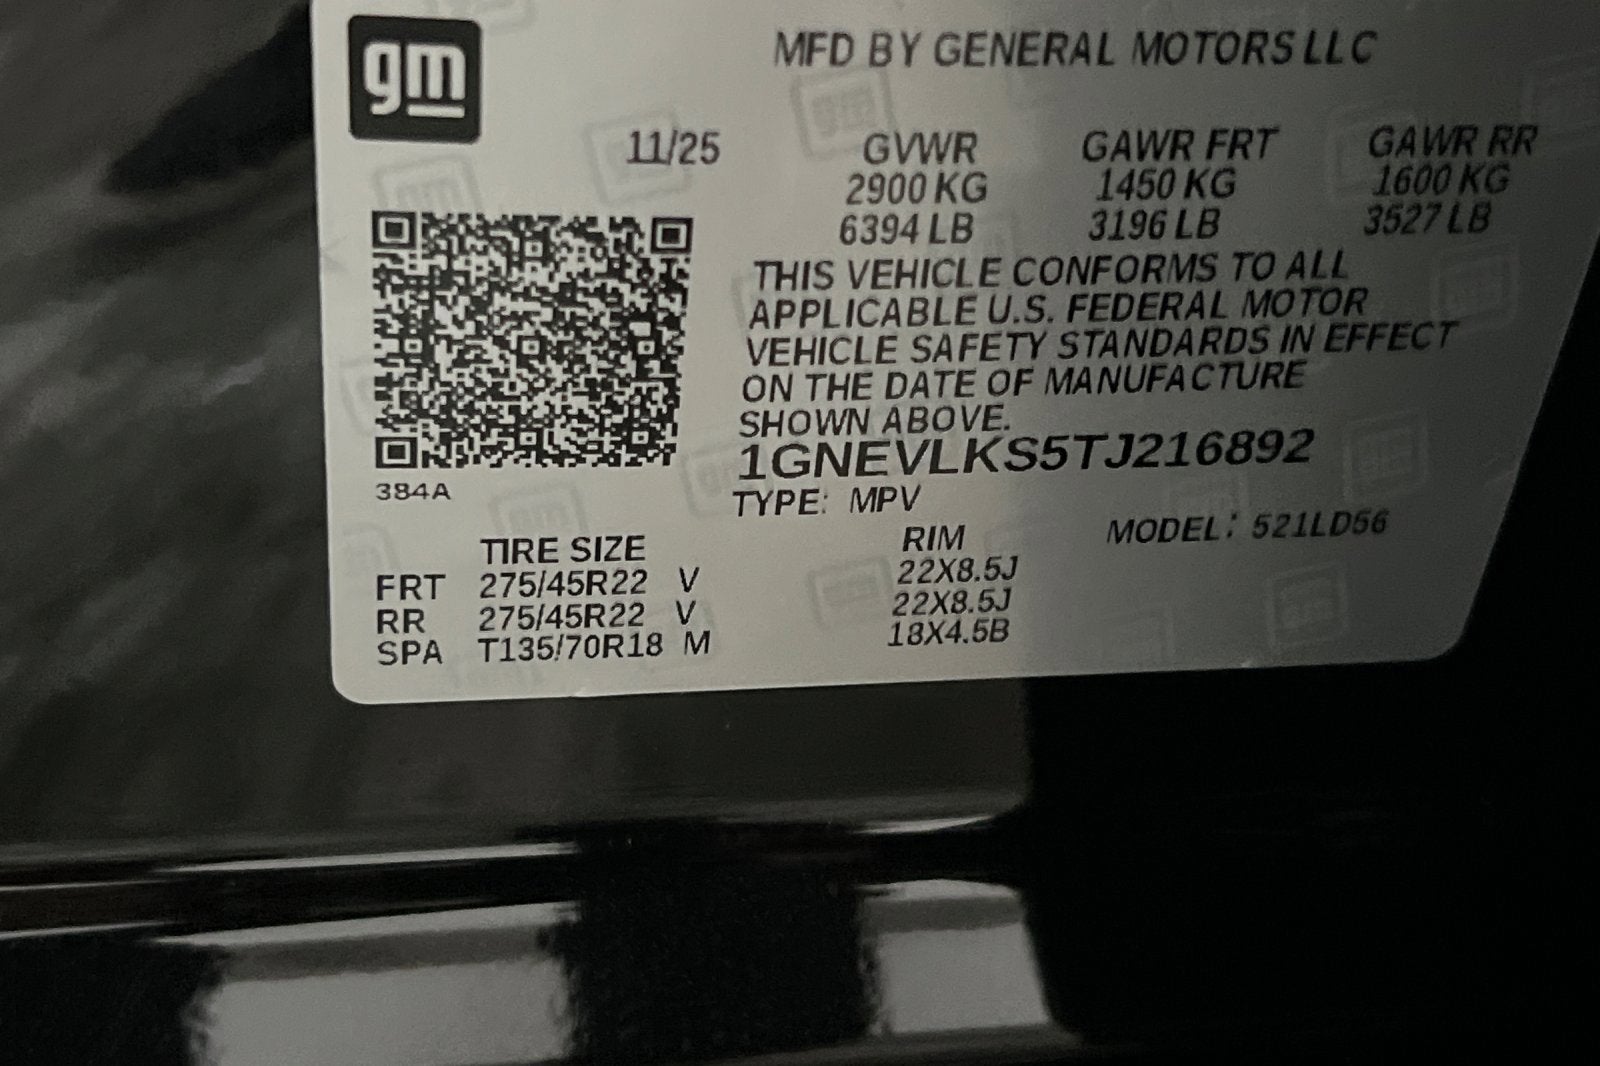 gm
MFD BY GENERAL MOTORS LLC
11/25
GVWR GAWR FRT GAWR RR
2900 KG 1450 KG 1600 KG
6394 LB 3196 LB 3527 LB
THIS VEHICLE CONFORMS TO ALL
APPLICABLE U.S. FEDERAL MOTOR
VEHICLE SAFETY STANDARDS IN EFFECT
ON THE DATE OF MANUFACTURE
SHOWN ABOVE.
1GNEVLKS5TJ216892
384A
TYPE: MPV
MODEL: 521LD56
TIRE SIZE RIM
FRT 275/45R22 V 22X8.5J
RR 275/45R22 V 22X8.5J
SPA T135/70R18 M 18X4.5B